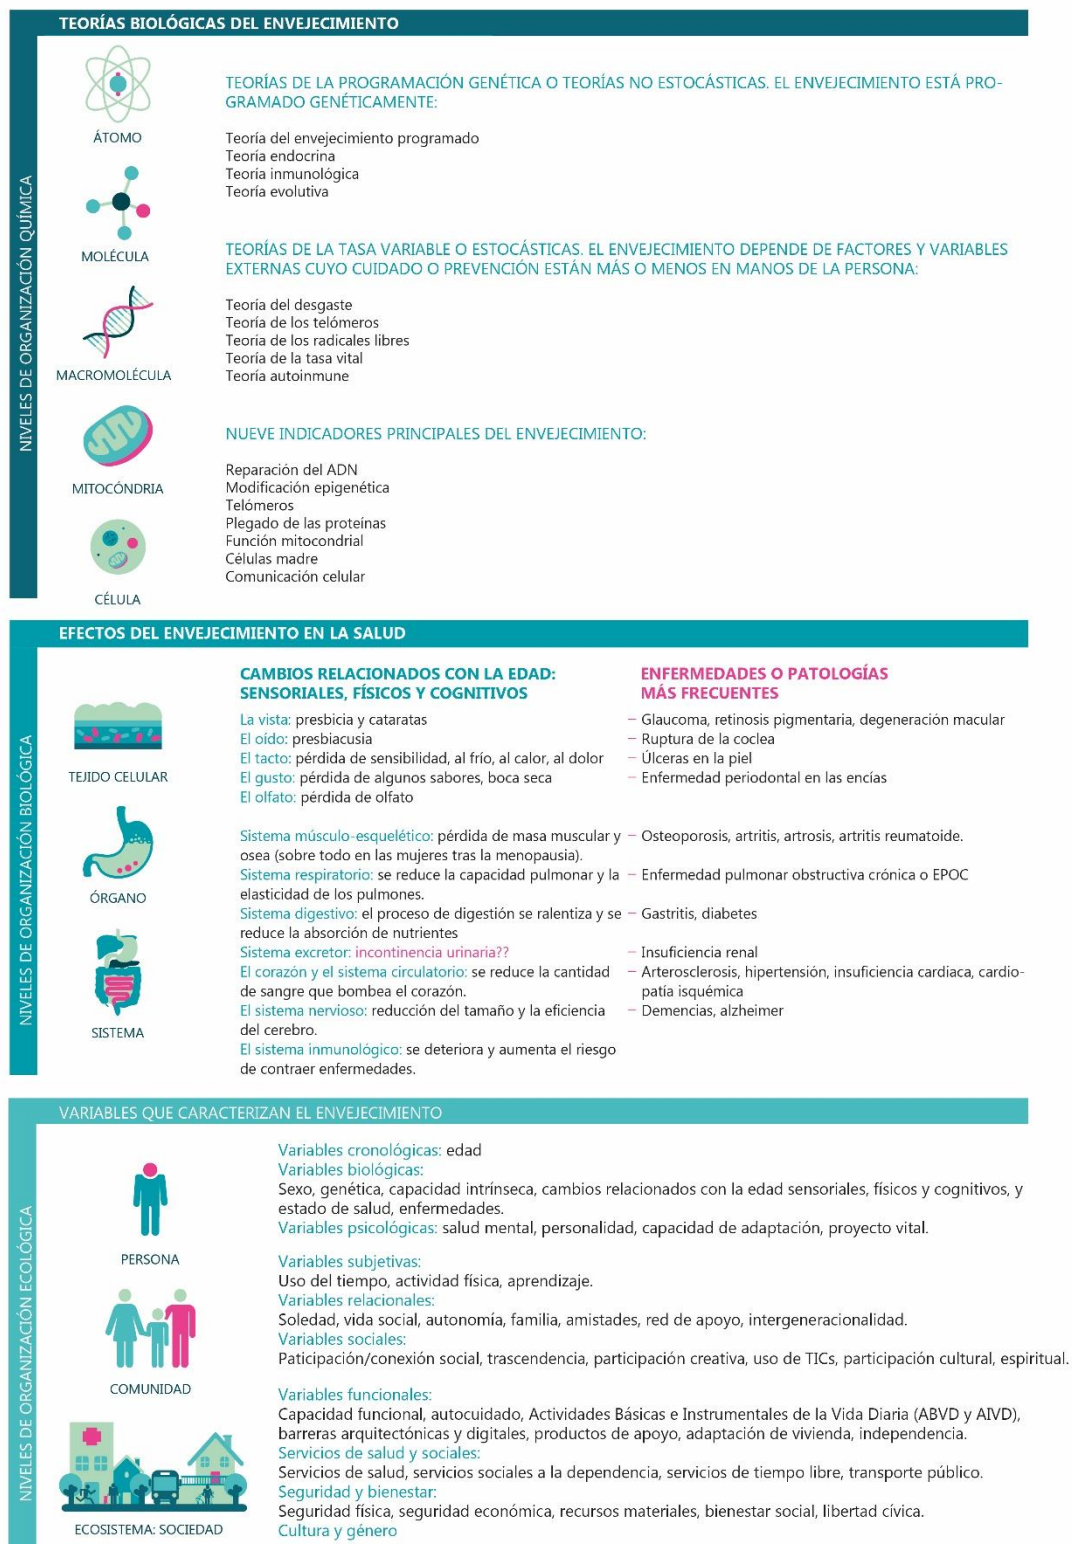 TEORÍAS BIOLÓGICAS DEL ENVEJECIMIENTO
NIVELES DE ORGANIZACIÓN QUÍMICA
ÁTOMO
MOLÉCULA
MACROMOLÉCULA
MITOCÓNDRIA
CÉLULA
TEORÍAS DE LA PROGRAMACIÓN GENÉTICA O TEORÍAS NO ESTOCÁSTICAS. EL ENVEJECIMIENTO ESTÁ PRO-
GRAMADO GENÉTICAMENTE:
Teoría del envejecimiento programado
Teoría endocrina
Teoría inmunológica
Teoría evolutiva
TEORÍAS DE LA TASA VARIABLE O ESTOCÁSTICAS. EL ENVEJECIMIENTO DEPENDE DE FACTORES Y VARIABLES
EXTERNAS CUYO CUIDADO O PREVENCIÓN ESTÁN MÁS O MENOS EN MANOS DE LA PERSONA:
Teoría del desgaste
Teoría de los telómeros
Teoria de los radicales libres
Teoría de la tasa vital
Teoría autoinmune
NUEVE INDICADORES PRINCIPALES DEL ENVEJECIMIENTO:
Reparación del ADN
Modificación epigenética
Telómeros
Plegado de las proteínas
Función mitocondrial
Células madre
Comunicación celular
EFECTOS DEL ENVEJECIMIENTO EN LA SALUD
NIVELES DE ORGANIZACIÓN BIOLÓGICA
TEJIDO CELULAR
ÓRGANO
SISTEMA
CAMBIOS RELACIONADOS CON LA EDAD:
SENSORIALES, FÍSICOS Y COGNITIVOS
La vista: presbicia y cataratas
El oído: presbiacusia
El tacto: pérdida de sensibilidad, al frío, al calor, al dolor
El gusto: pérdida de algunos sabores, boca seca
El olfato: pérdida de olfato
Sistema músculo-esquelético: pérdida de masa muscular y
osea (sobre todo en las mujeres tras la menopausia).
Sistema respiratorio: se reduce la capacidad pulmonar y la
elasticidad de los pulmones.
Sistema digestivo: el proceso de digestión se ralentiza y se
reduce la absorción de nutrientes
Sistema excretor: incontinencia urinaria??
El corazón y el sistema circulatorio: se reduce la cantidad
de sangre que bombea el corazón.
El sistema nervioso: reducción del tamaño y la eficiencia
del cerebro.
El sistema inmunológico: se deteriora y aumenta el riesgo
de contraer enfermedades.
ENFERMEDADES O PATOLOGÍAS
MÁS FRECUENTES
– Glaucoma, retinosis pigmentaria, degeneración macular
– Ruptura de la coclea
– Úlceras en la piel
– Enfermedad periodontal en las encías
– Osteoporosis, artritis, artrosis, artritis reumatoide.
– Enfermedad pulmonar obstructiva crónica o EPOC
– Gastritis, diabetes
– Insuficiencia renal
– Arterosclerosis, hipertensión, insuficiencia cardiaca, cardio-
patía isquémica
– Demencias, alzheimer
VARIABLES QUE CARACTERIZAN EL ENVEJECIMIENTO
NIVELES DE ORGANIZACIÓN ECOLÓGICA
PERSONA
COMUNIDAD
ECOSISTEMA: SOCIEDAD
Variables cronológicas: edad
Variables biológicas:
Sexo, genética, capacidad intrínseca, cambios relacionados con la edad sensoriales, físicos y cognitivos, y
estado de salud, enfermedades.
Variables psicológicas: salud mental, personalidad, capacidad de adaptación, proyecto vital.
Variables subjetivas:
Uso del tiempo, actividad física, aprendizaje.
Variables relacionales:
Soledad, vida social, autonomía, familia, amistades, red de apoyo, intergeneracionalidad.
Variables sociales:
Paticipación/conexión social, trascendencia, participación creativa, uso de TICs, participación cultural, espiritual.
Variables funcionales:
Capacidad funcional, autocuidado, Actividades Básicas e Instrumentales de la Vida Diaria (ABVD y AIVD),
barreras arquitectónicas y digitales, productos de apoyo, adaptación de vivienda, independencia.
Servicios de salud y sociales:
Servicios de salud, servicios sociales a la dependencia, servicios de tiempo libre, transporte público.
Seguridad y bienestar:
Seguridad física, seguridad económica, recursos materiales, bienestar social, libertad cívica.
Cultura y género